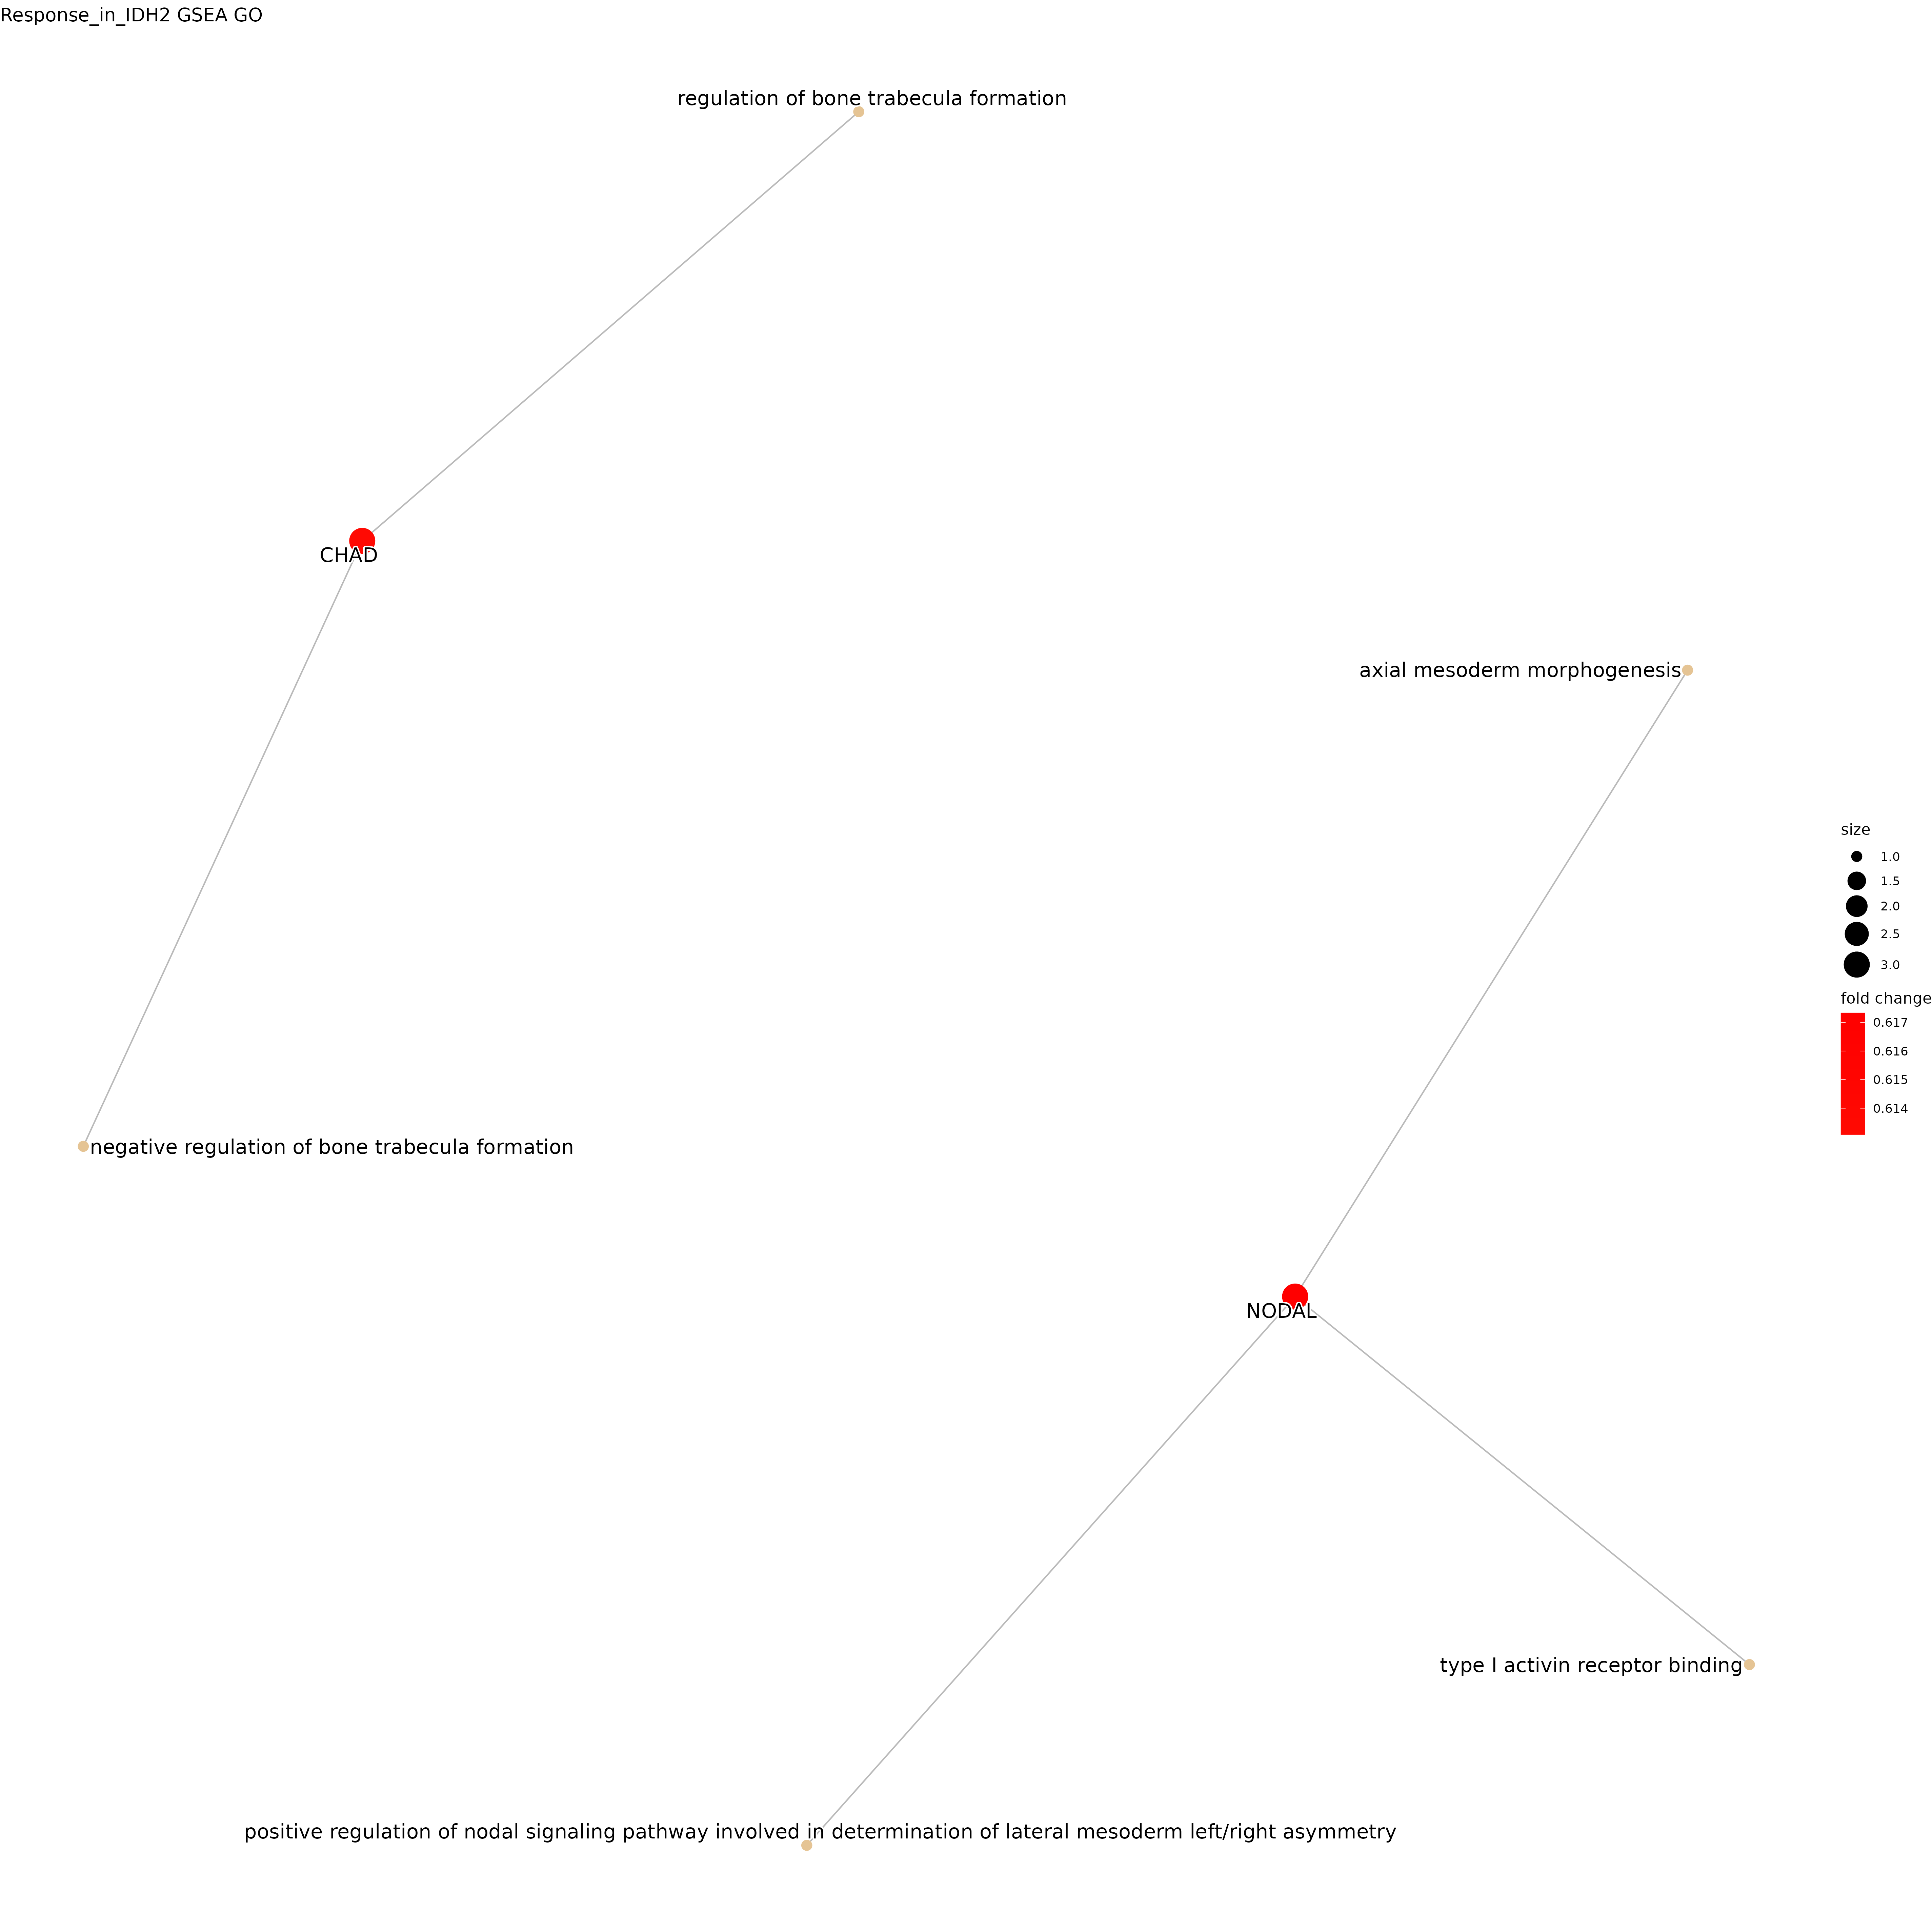 Response_in_IDH2 GSEA GO
regulation of bone trabecula formation
CHAD
axial mesoderm morphogenesis
size
1.0
1.5
2.0
2.5
3.0
fold change
0.617
0.616
0.615
0.614
negative regulation of bone trabecula formation
NODAL
type I activin receptor binding
positive regulation of nodal signaling pathway involved in determination of lateral mesoderm left/right asymmetry